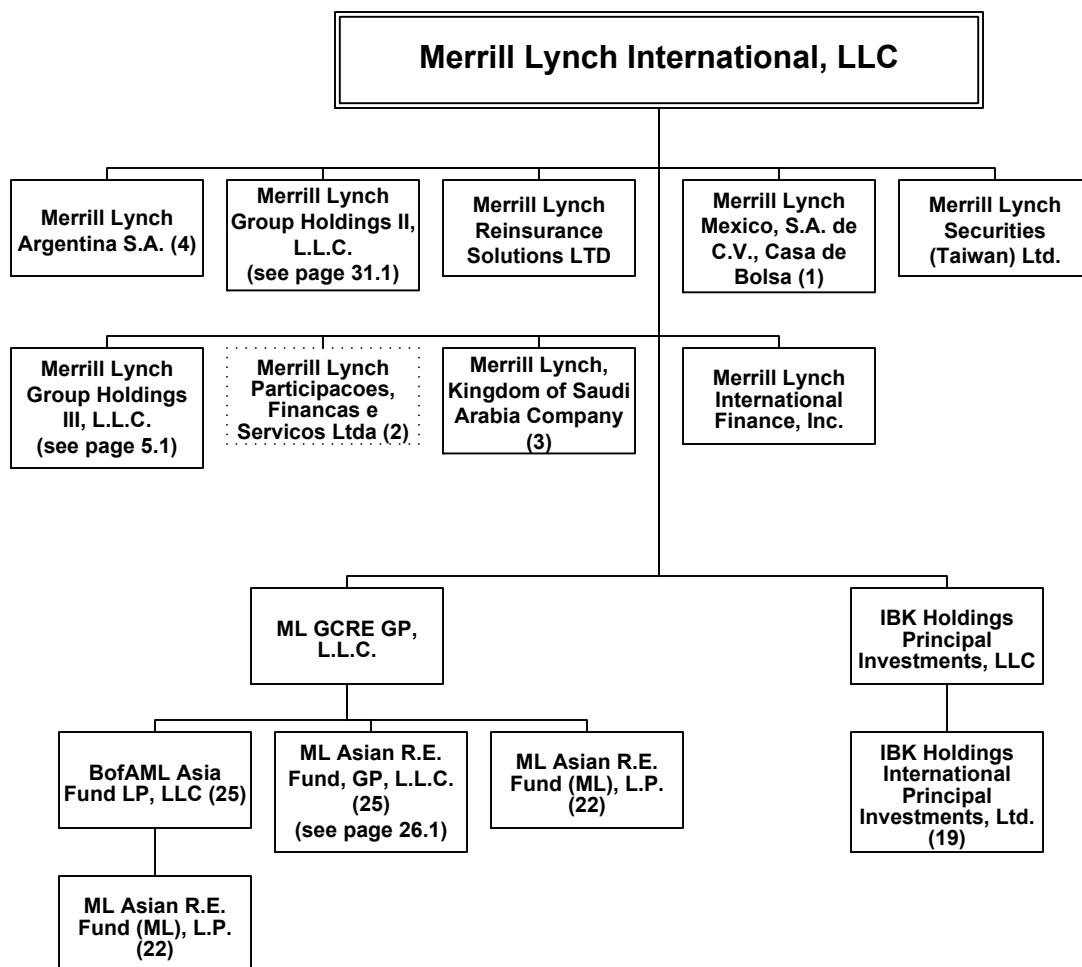 Merrill Lynch International, LLC
Merrill Lynch
Argentina S.A. (4)
Merrill Lynch
Group Holdings II,
L.L.C.
(see page 31.1)
Merrill Lynch
Reinsurance
Solutions LTD
Merrill Lynch
Mexico, S.A. de
C.V., Casa de
Bolsa (1)
Merrill Lynch
Securities
(Taiwan) Ltd.
Merrill Lynch
Group Holdings
III, L.L.C.
(see page 5.1)
Merrill Lynch
Participacoes,
Financas e
Servicos Ltda (2)
Merrill Lynch,
Kingdom of Saudi
Arabia Company
(3)
Merrill Lynch
International
Finance, Inc.
ML GCRE GP,
L.L.C.
IBK Holdings
Principal
Investments, LLC
BofAML Asia
Fund LP, LLC (25)
ML Asian R.E.
Fund, GP, L.L.C.
(25)
(see page 26.1)
ML Asian R.E.
Fund (ML), L.P.
(22)
IBK Holdings
International
Principal
Investments, Ltd.
(19)
ML Asian R.E.
Fund (ML), L.P.
(22)